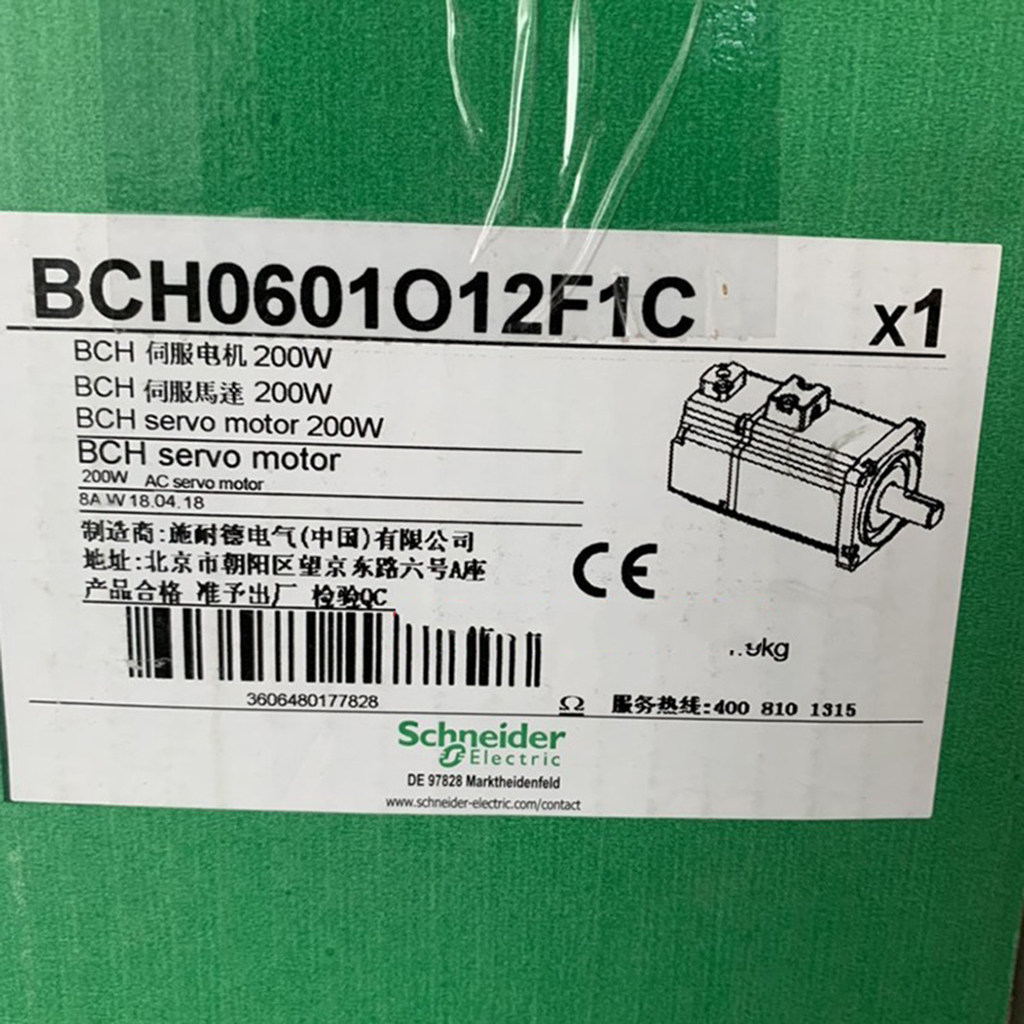 BCH0601O12F1C x1
BCH 伺服电机 200W
BCH 伺服馬達 200W
BCH servo motor 200W
BCH servo motor
200W AC servo motor
8A W 18.04.18
制造商:施耐德电气(中国)有限公司
地址:北京市朝阳区望京东路六号A座
产品合格 准予出厂 检验QC
kg
3606480177828
Ω 服务热线:400 810 1315
Schneider
Electric
DE 97828 Marktheidenfeld
www.schneider-electric.com/contact
CE